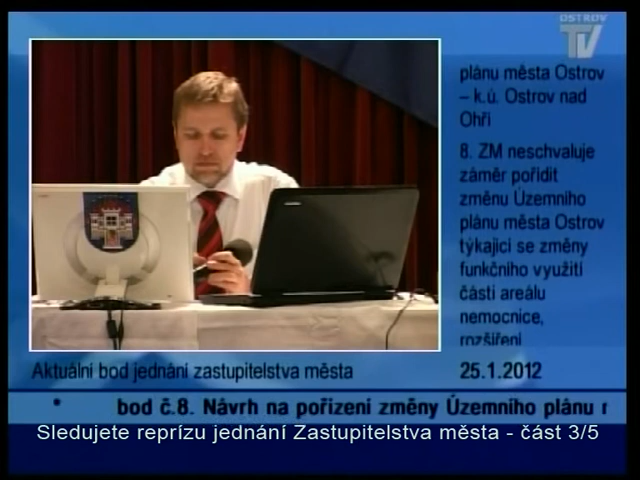 OSTROV
TV
plánu města Ostrov
– k.ú. Ostrov nad
Ohří
8. ZM neschvaluje
záměr pořídit
změnu Územního
plánu města Ostrov
týkající se změny
funkčního využití
části areálu
nemocnice,
rozšíření
Aktuální bod jednání zastupitelstva města
25.1.2012
* bod č.8. Návrh na pořízení změny Územního plánu
Sledujete reprízu jednání Zastupitelstva města - část 3/5